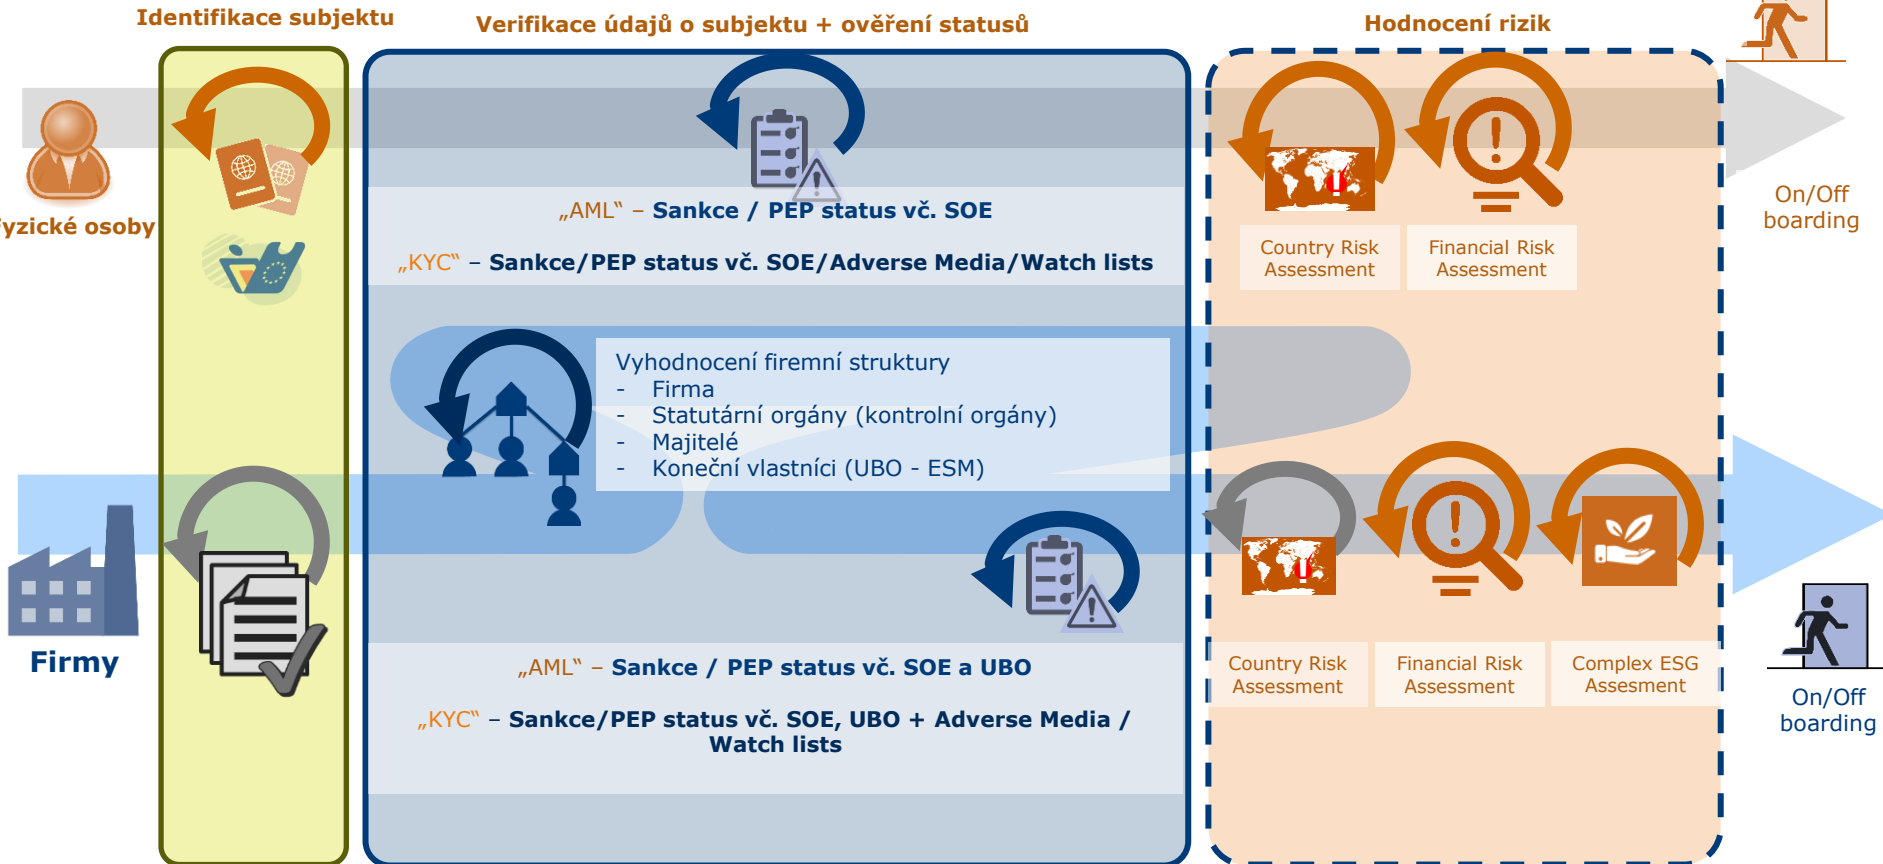 Identifikace subjektu
Verifikace údajů o subjektu + ověření statusů
Hodnocení rizik
yzické osoby
„AML“ – Sankce / PEP status vč. SOE
„KYC“ – Sankce/PEP status vč. SOE/Adverse Media/Watch lists
Country Risk
Assessment
Financial Risk
Assessment
On/Off
boarding
Vyhodnocení firemní struktury
- Firma
- Statutární orgány (kontrolní orgány)
- Majitelé
- Koneční vlastníci (UBO - ESM)
Firmy
„AML“ – Sankce / PEP status vč. SOE a UBO
„KYC“ – Sankce/PEP status vč. SOE, UBO + Adverse Media /
Watch lists
Country Risk
Assessment
Financial Risk
Assessment
Complex ESG
Assesment
On/Off
boarding